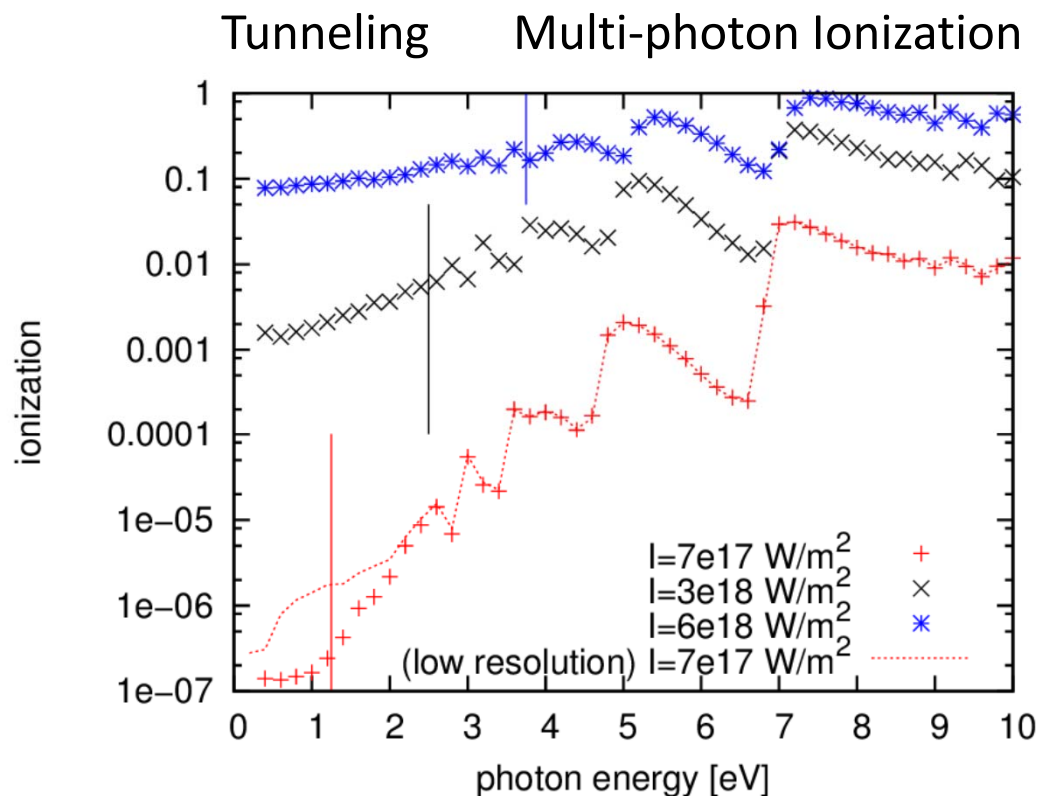 Tunneling Multi-photon Ionization
1
0.1
0.01
0.001
0.0001
1e−05
1e−06
1e−07
ionization
I=7e17 W/m²
I=3e18 W/m²
I=6e18 W/m²
(low resolution) I=7e17 W/m²
0 1 2 3 4 5 6 7 8 9 10
photon energy [eV]